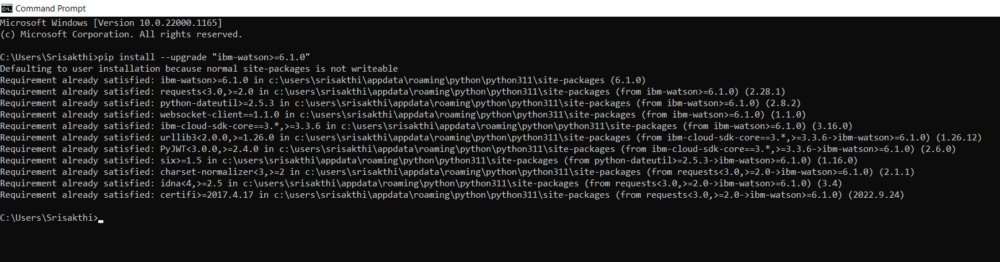 Command Prompt
Microsoft Windows [Version 10.0.22000.1165]
(c) Microsoft Corporation. All rights reserved.
C:\Users\Srisakthi>pip install --upgrade "ibm-watson>=6.1.0"
Defaulting to user installation because normal site-packages is not writeable
Requirement already satisfied: ibm-watson>=6.1.0 in c:\users\srisakthi\appdata\roaming\python\python311\site-packages (6.1.0)
Requirement already satisfied: requests<3.0,>=2.0 in c:\users\srisakthi\appdata\roaming\python\python311\site-packages (from ibm-watson>=6.1.0) (2.28.1)
Requirement already satisfied: python-dateutil>=2.5.3 in c:\users\srisakthi\appdata\roaming\python\python311\site-packages (from ibm-watson>=6.1.0) (2.8.2)
Requirement already satisfied: websocket-client==1.1.0 in c:\users\srisakthi\appdata\roaming\python\python311\site-packages (from ibm-watson>=6.1.0) (1.1.0)
Requirement already satisfied: ibm-cloud-sdk-core==3.*,>=3.3.6 in c:\users\srisakthi\appdata\roaming\python\python311\site-packages (from ibm-watson>=6.1.0) (3.16.0)
Requirement already satisfied: urllib3<2.0.0,>=1.26.0 in c:\users\srisakthi\appdata\roaming\python\python311\site-packages (from ibm-cloud-sdk-core==3.*,>=3.3.6->ibm-watson>=6.1.0) (1.26.12)
Requirement already satisfied: PyJWT<3.0.0,>=2.4.0 in c:\users\srisakthi\appdata\roaming\python\python311\site-packages (from ibm-cloud-sdk-core==3.*,>=3.3.6->ibm-watson>=6.1.0) (2.6.0)
Requirement already satisfied: six>=1.5 in c:\users\srisakthi\appdata\roaming\python\python311\site-packages (from python-dateutil>=2.5.3->ibm-watson>=6.1.0) (1.16.0)
Requirement already satisfied: charset-normalizer<3,>=2 in c:\users\srisakthi\appdata\roaming\python\python311\site-packages (from requests<3.0,>=2.0->ibm-watson>=6.1.0) (2.1.1)
Requirement already satisfied: idna<4,>=2.5 in c:\users\srisakthi\appdata\roaming\python\python311\site-packages (from requests<3.0,>=2.0->ibm-watson>=6.1.0) (3.4)
Requirement already satisfied: certifi>=2017.4.17 in c:\users\srisakthi\appdata\roaming\python\python311\site-packages (from requests<3.0,>=2.0->ibm-watson>=6.1.0) (2022.9.24)
C:\Users\Srisakthi>